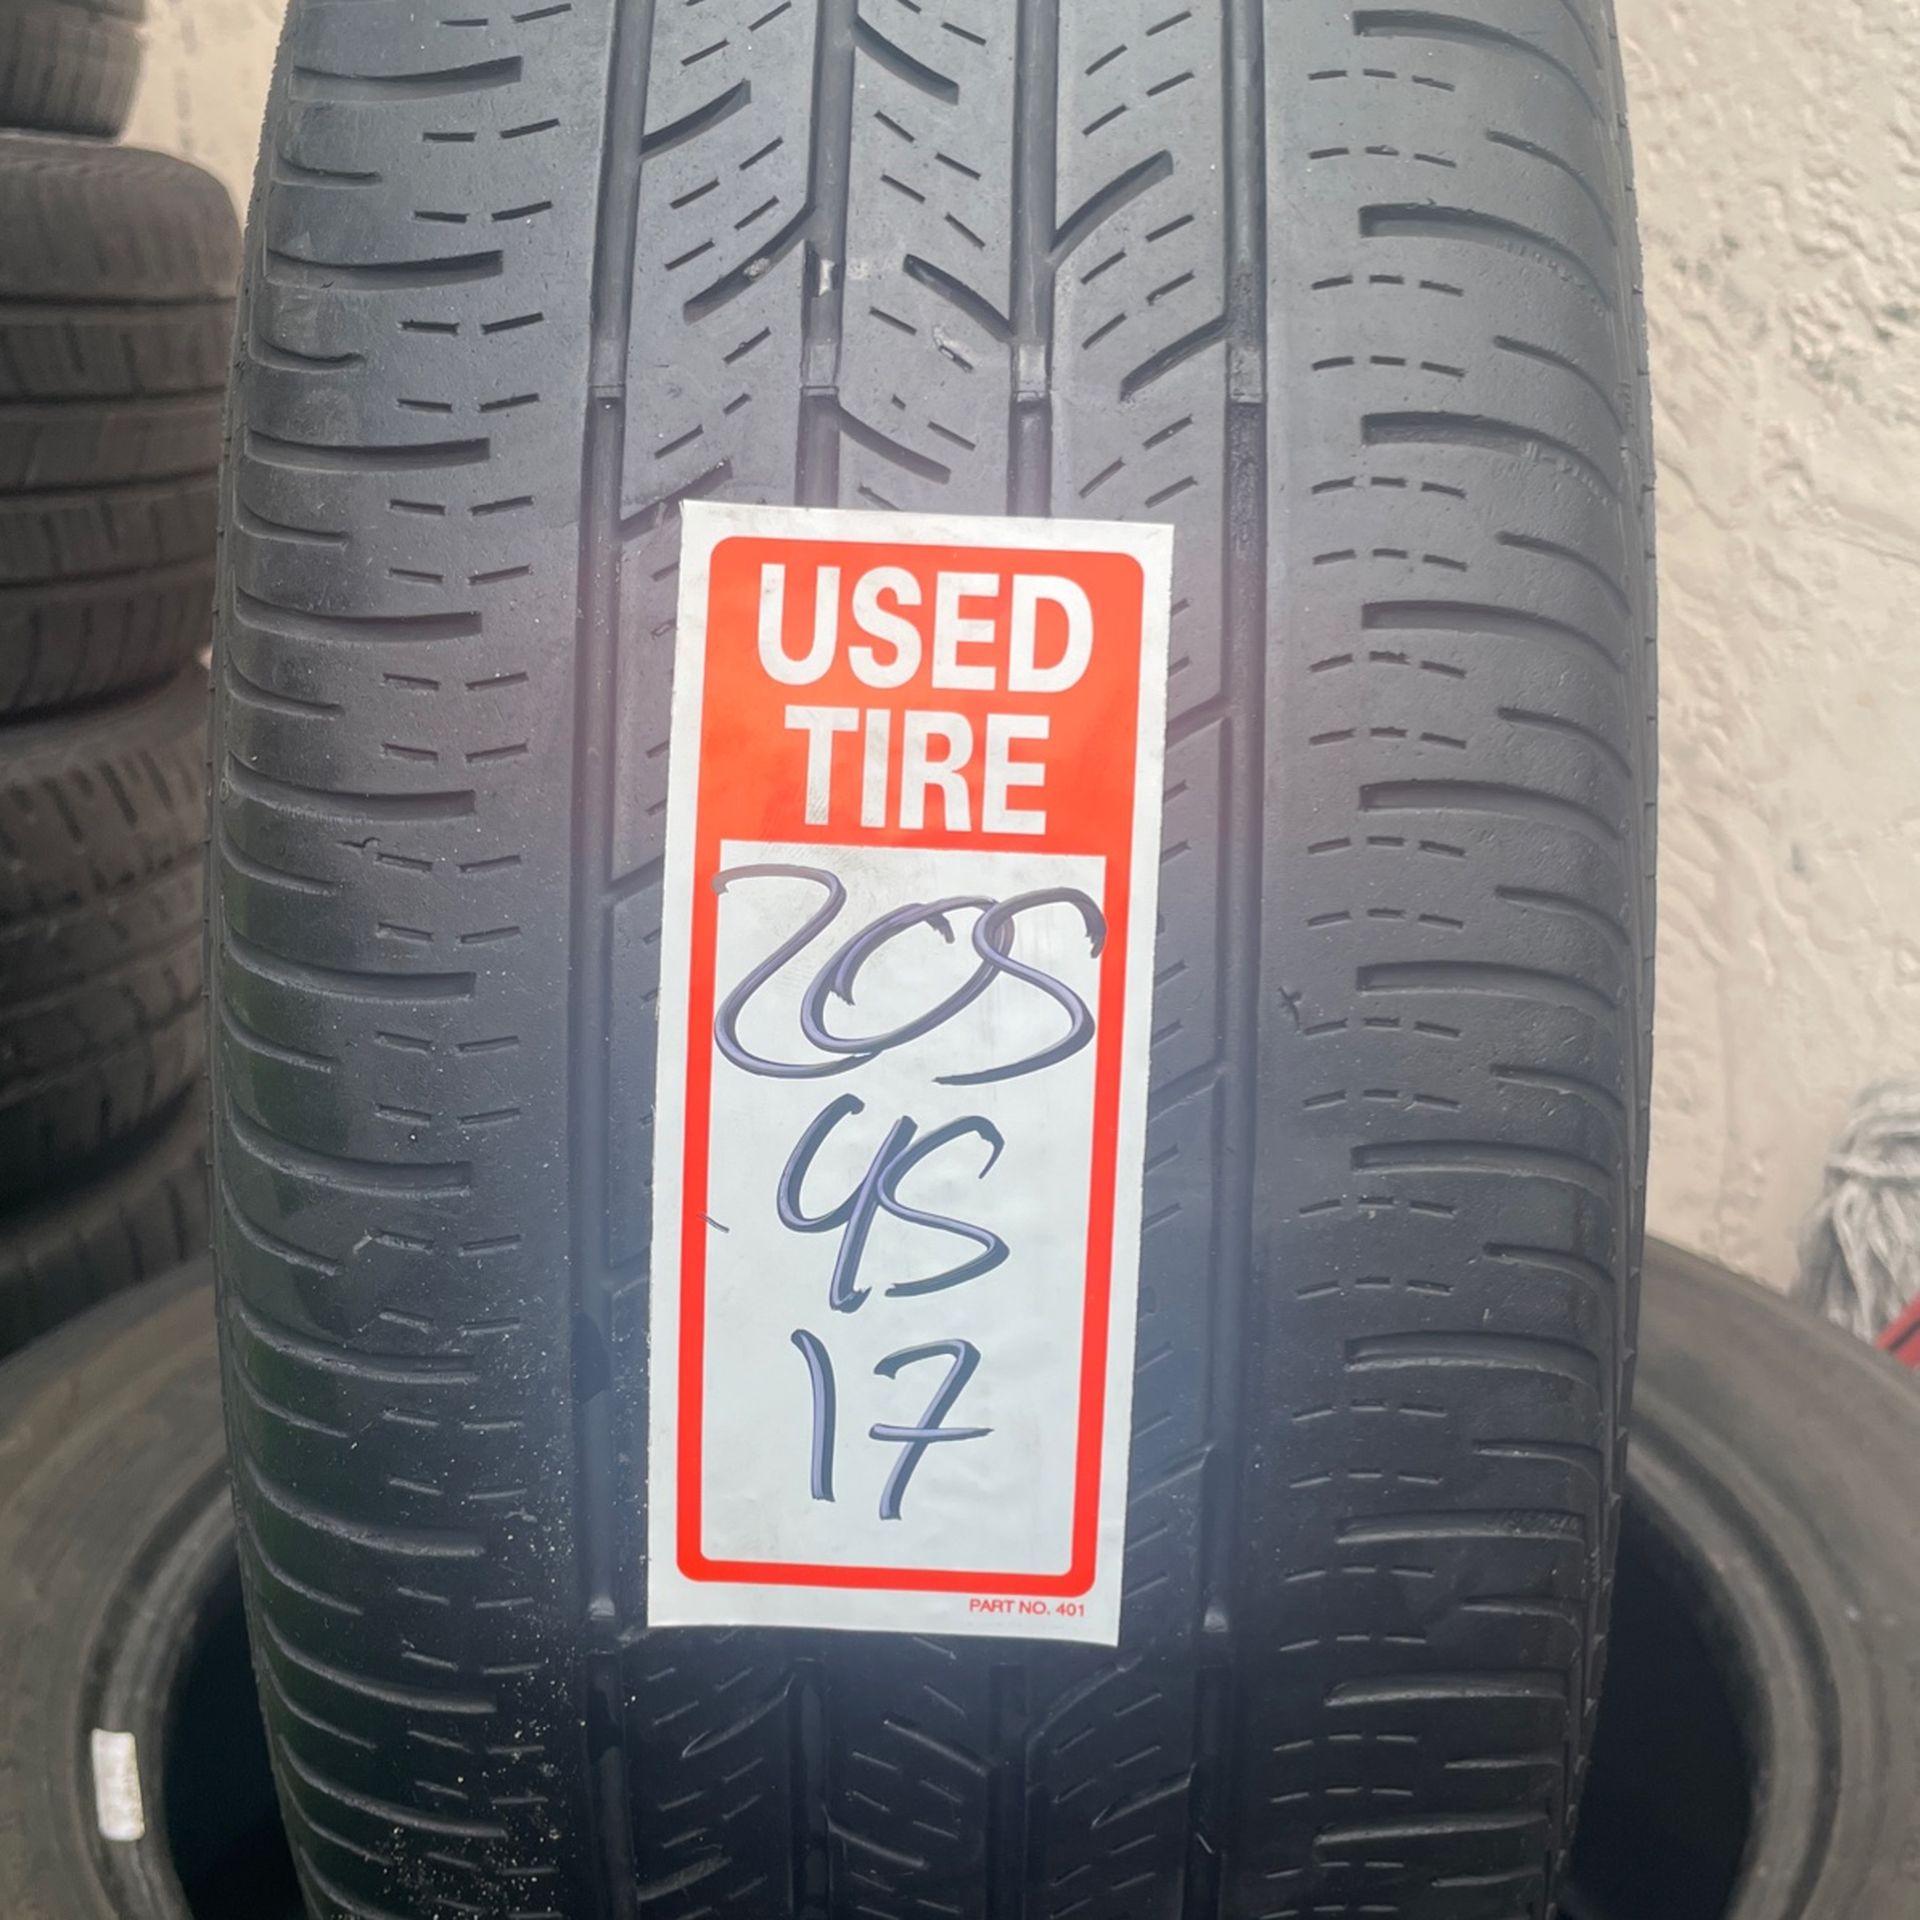 USED
TIRE
205
45
17
PART NO. 401